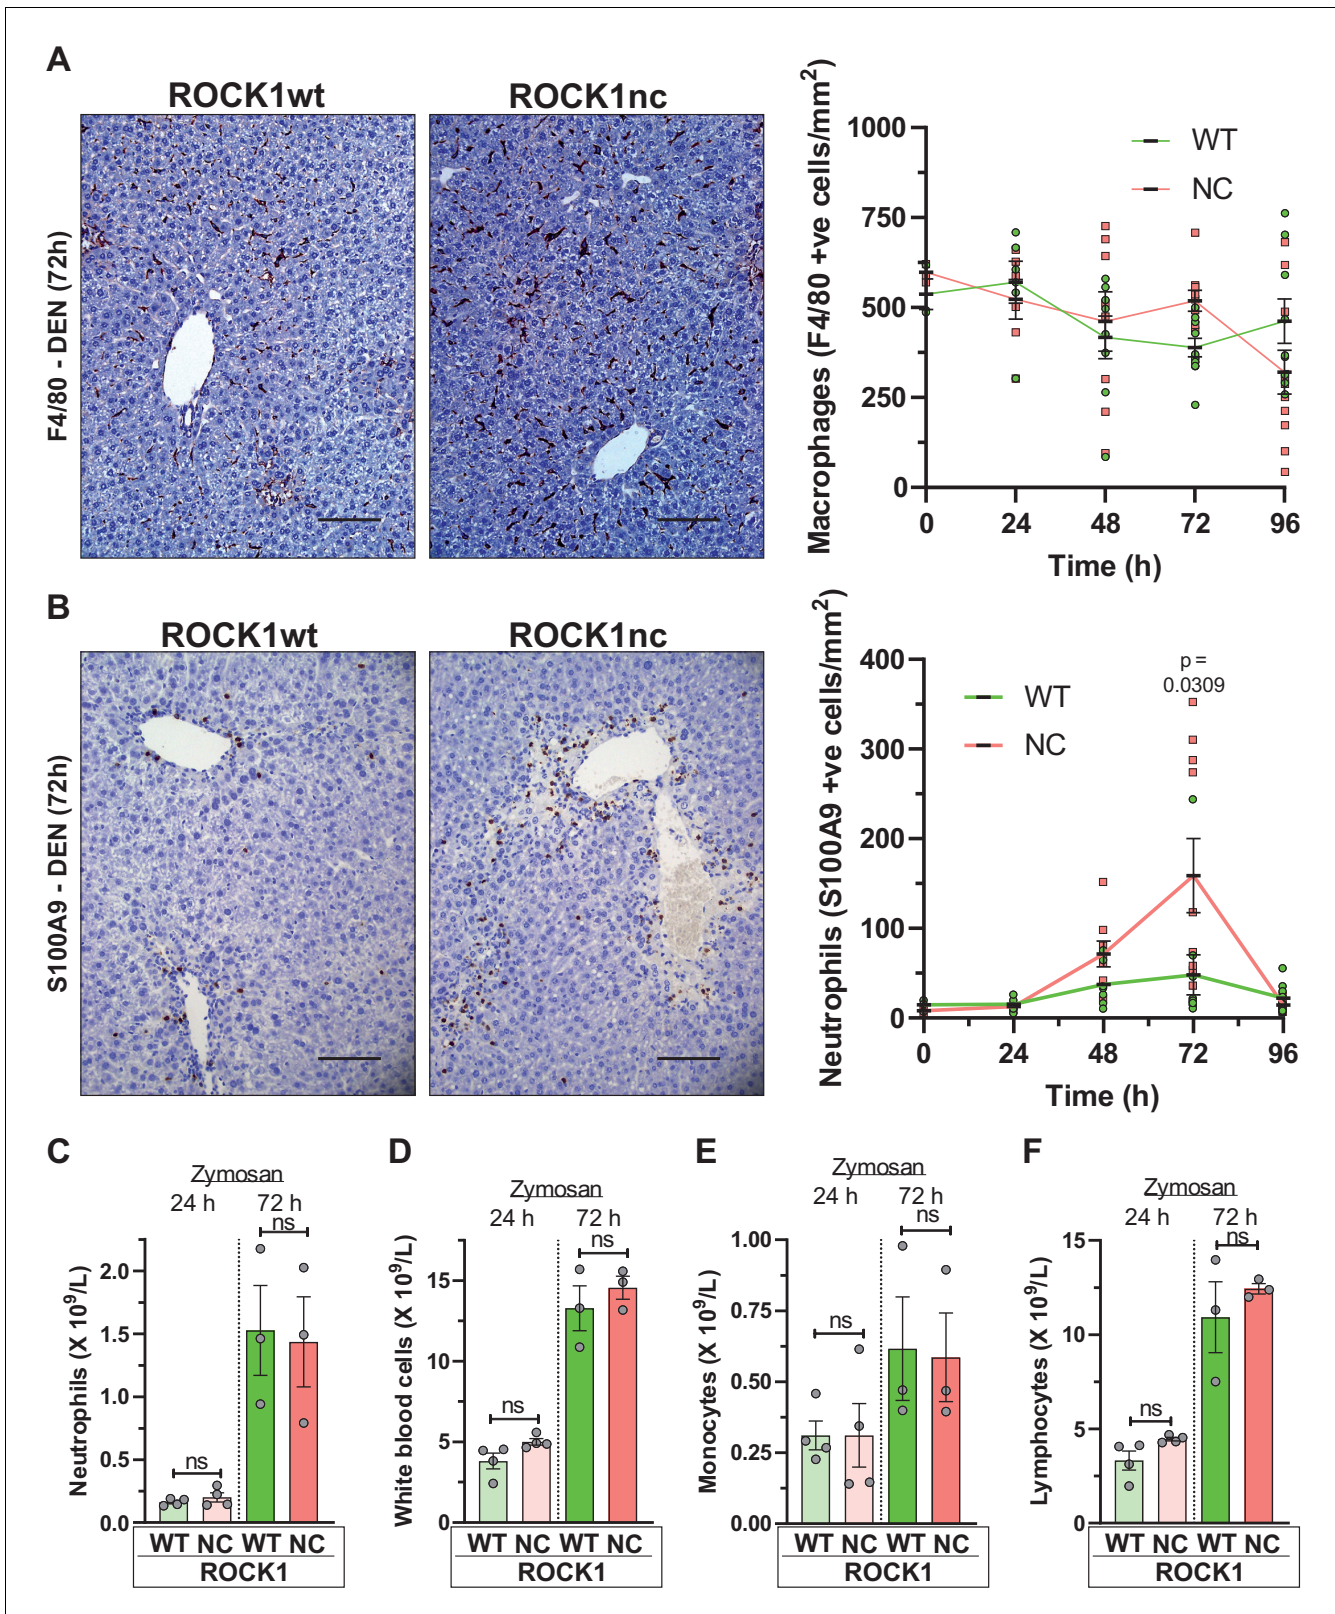 A
ROCK1wt
ROCK1nc
F4/80 - DEN (72h)
Macrophages (F4/80 +ve cells/mm²)
1000
750
500
250
0
WT
NC
0 24 48 72 96
Time (h)
B
ROCK1wt
ROCK1nc
S100A9 - DEN (72h)
Neutrophils (S100A9 +ve cells/mm²)
400
300
200
100
0
WT
NC
p =
0.0309
0 24 48 72 96
Time (h)
C
Zymosan
24 h 72 h
ns
ns
Neutrophils (X 10⁹/L)
2.0
1.5
1.0
0.5
0.0
WT NC WT NC
ROCK1
D
Zymosan
24 h 72 h
ns
ns
White blood cells (X 10⁹/L)
15
10
5
0
WT NC WT NC
ROCK1
E
Zymosan
24 h 72 h
ns
ns
Monocytes (X 10⁹/L)
1.00
0.75
0.50
0.25
0.00
WT NC WT NC
ROCK1
F
Zymosan
24 h 72 h
ns
ns
Lymphocytes (X 10⁹/L)
15
10
5
0
WT NC WT NC
ROCK1